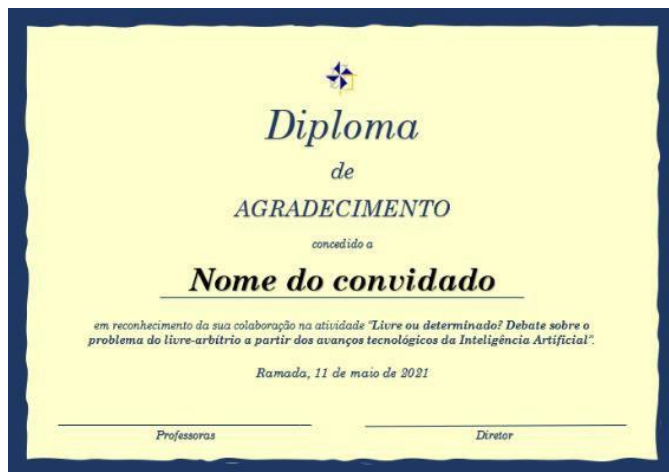 Diploma
de
AGRADECIMENTO
concedido a
Nome do convidado
em reconhecimento da sua colaboração na atividade "Livre ou determinado? Debate sobre o
problema do livre-arbítrio a partir dos avanços tecnológicos da Inteligência Artificial".
Ramada, 11 de maio de 2021
Professoras
Diretor